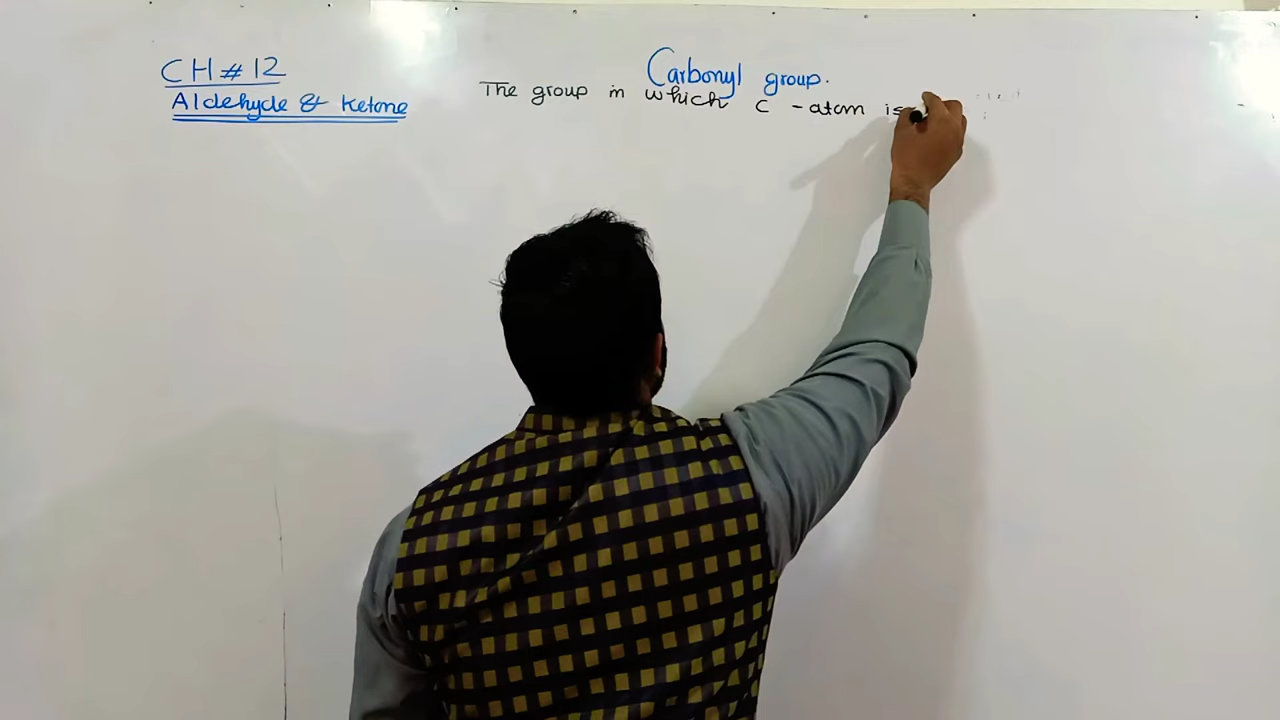 CH # 12
Aldehyde & Ketone
Carbonyl group.
The group in which C - atom is